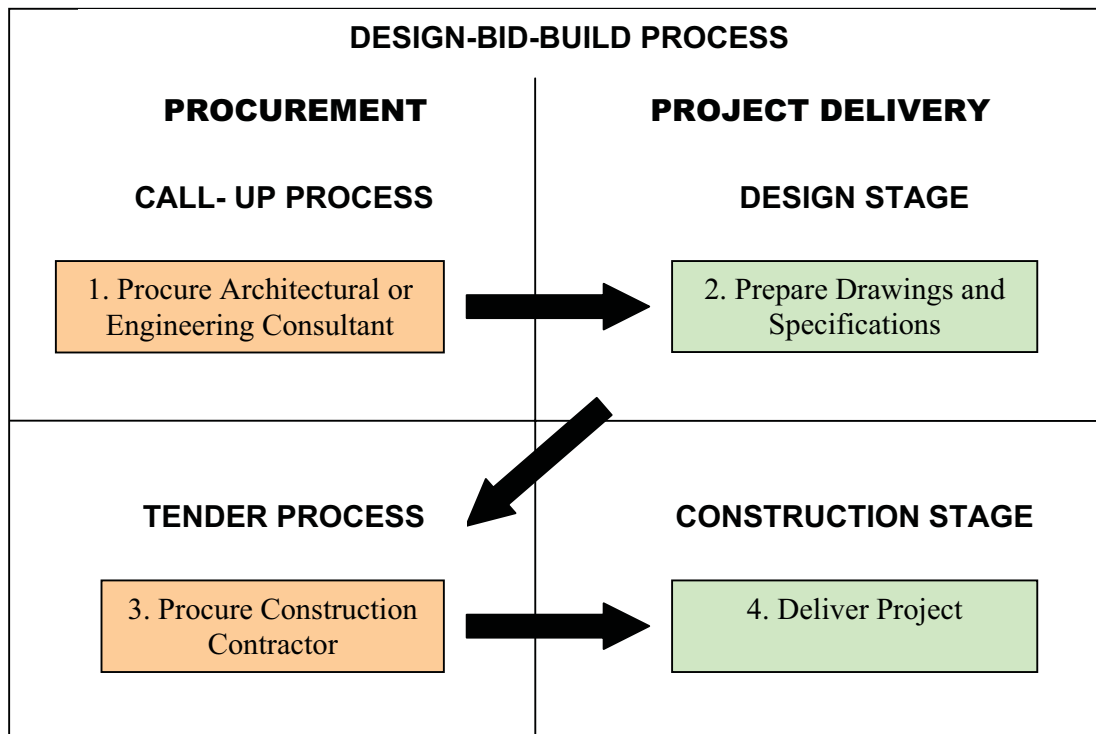 DESIGN-BID-BUILD PROCESS
PROCUREMENT
PROJECT DELIVERY
CALL- UP PROCESS
DESIGN STAGE
1. Procure Architectural or
Engineering Consultant
2. Prepare Drawings and
Specifications
TENDER PROCESS
CONSTRUCTION STAGE
3. Procure Construction
Contractor
4. Deliver Project